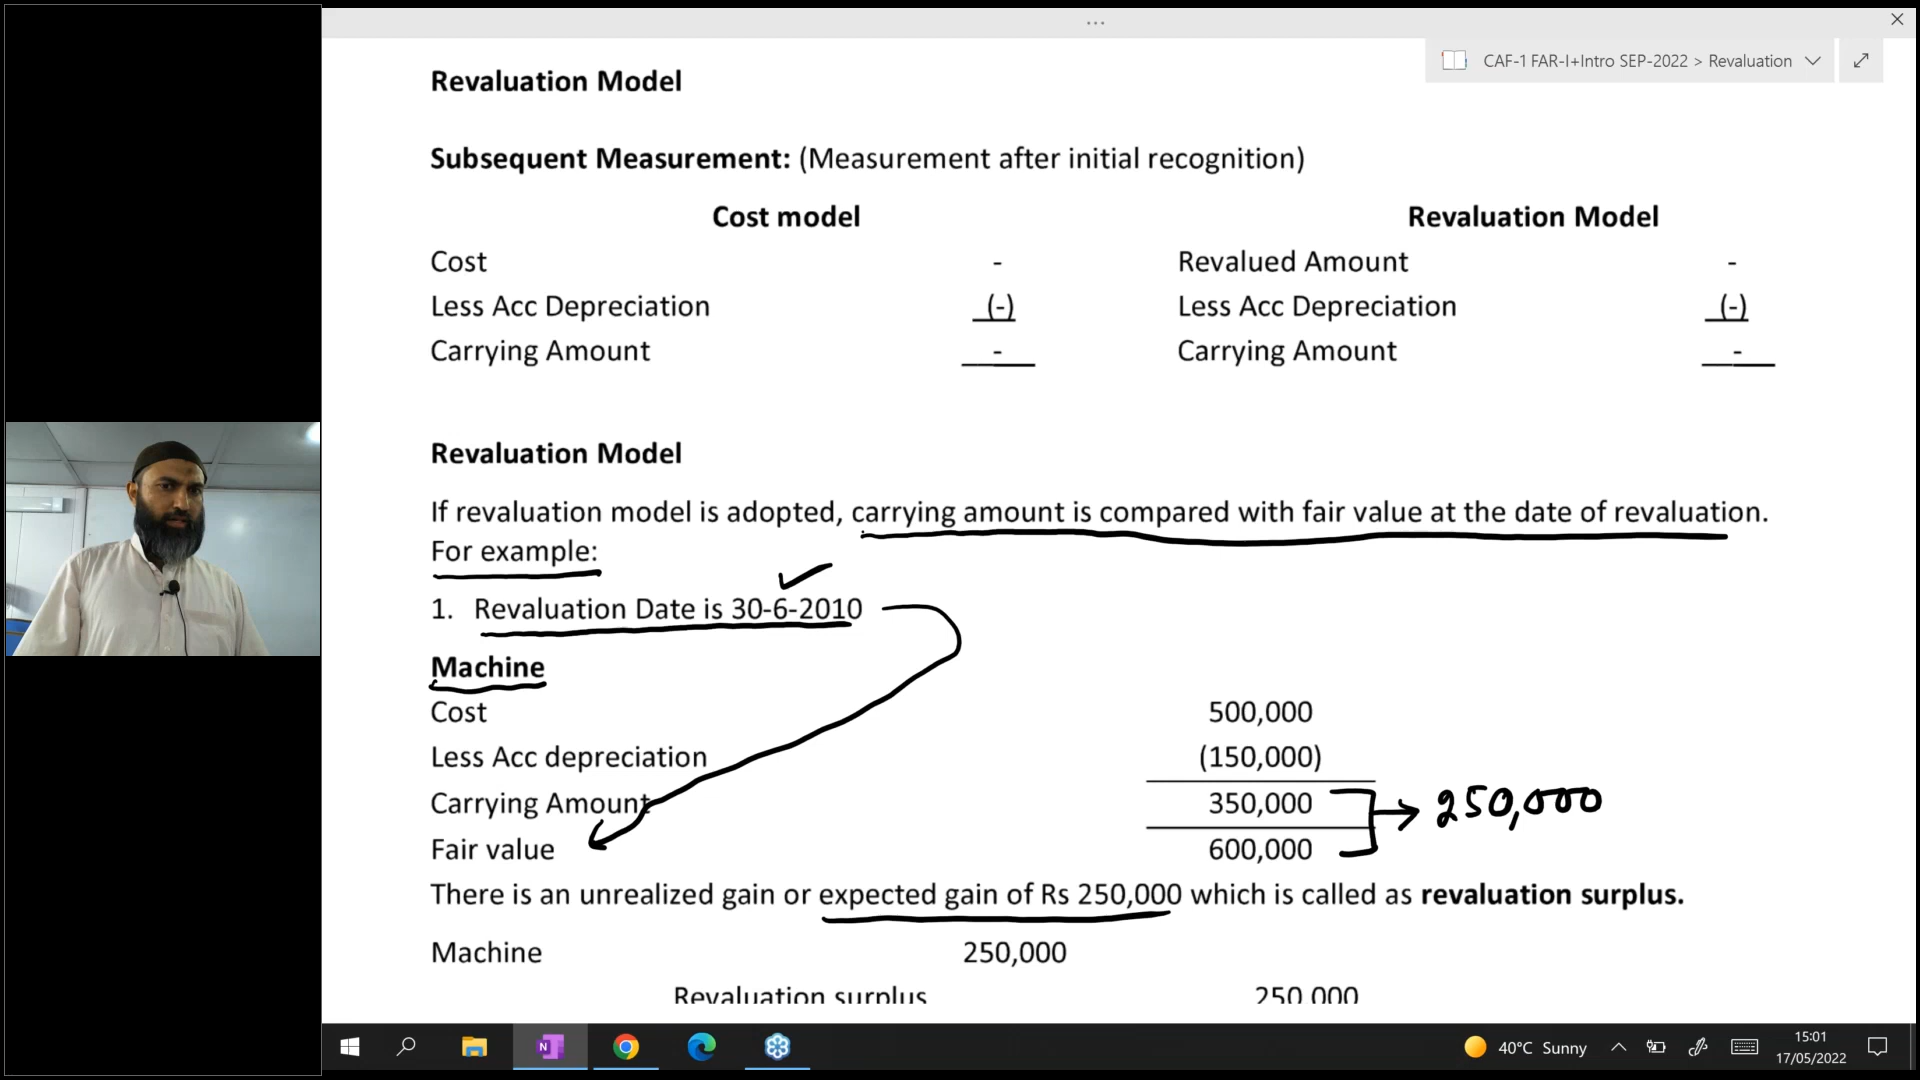 ...
CAF-1 FAR-I+Intro SEP-2022 > Revaluation
Revaluation Model
Subsequent Measurement: (Measurement after initial recognition)
Cost model Revaluation Model
Cost - Revalued Amount -
Less Acc Depreciation (-) Less Acc Depreciation (-)
Carrying Amount - Carrying Amount -
Revaluation Model
If revaluation model is adopted, carrying amount is compared with fair value at the date of revaluation.
For example:
1. Revaluation Date is 30-6-2010
Machine
Cost 500,000
Less Acc depreciation (150,000)
Carrying Amount 350,000 250,000
Fair value 600,000
There is an unrealized gain or expected gain of Rs 250,000 which is called as revaluation surplus.
Machine 250,000
Revaluation surplus 250,000
N 40°C Sunny 15:01
17/05/2022